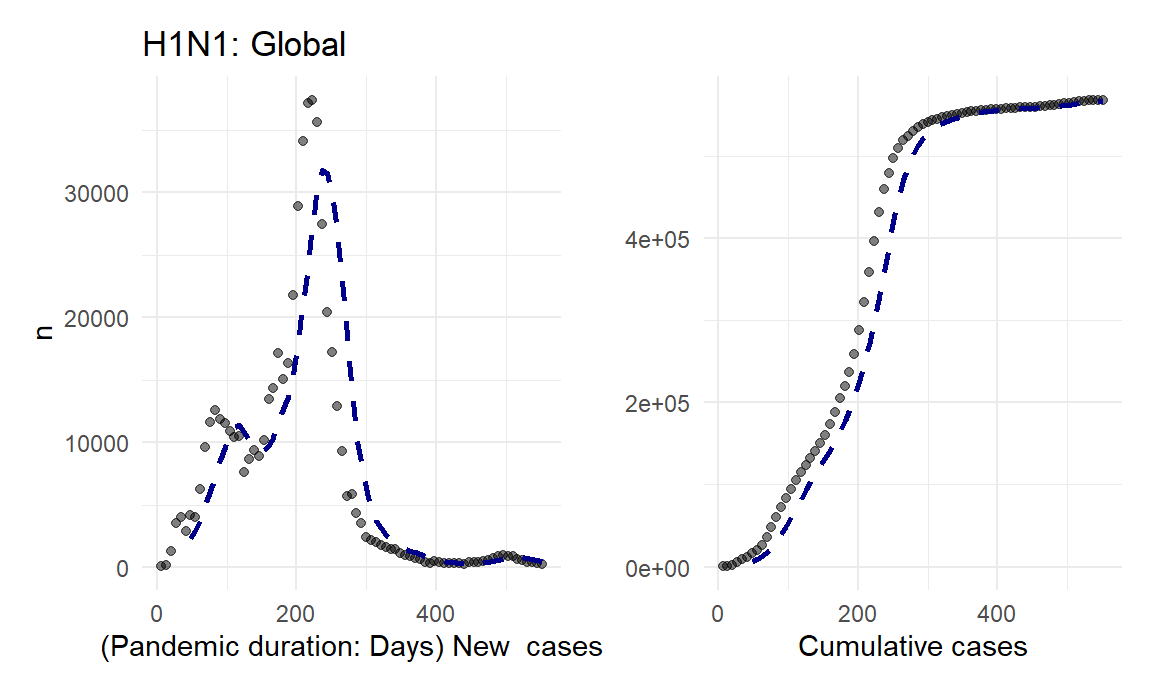 H1N1: Global
n
30000
20000
10000
0
0 200 400
(Pandemic duration: Days) New  cases
4e+05
2e+05
0e+00
0 200 400
Cumulative cases